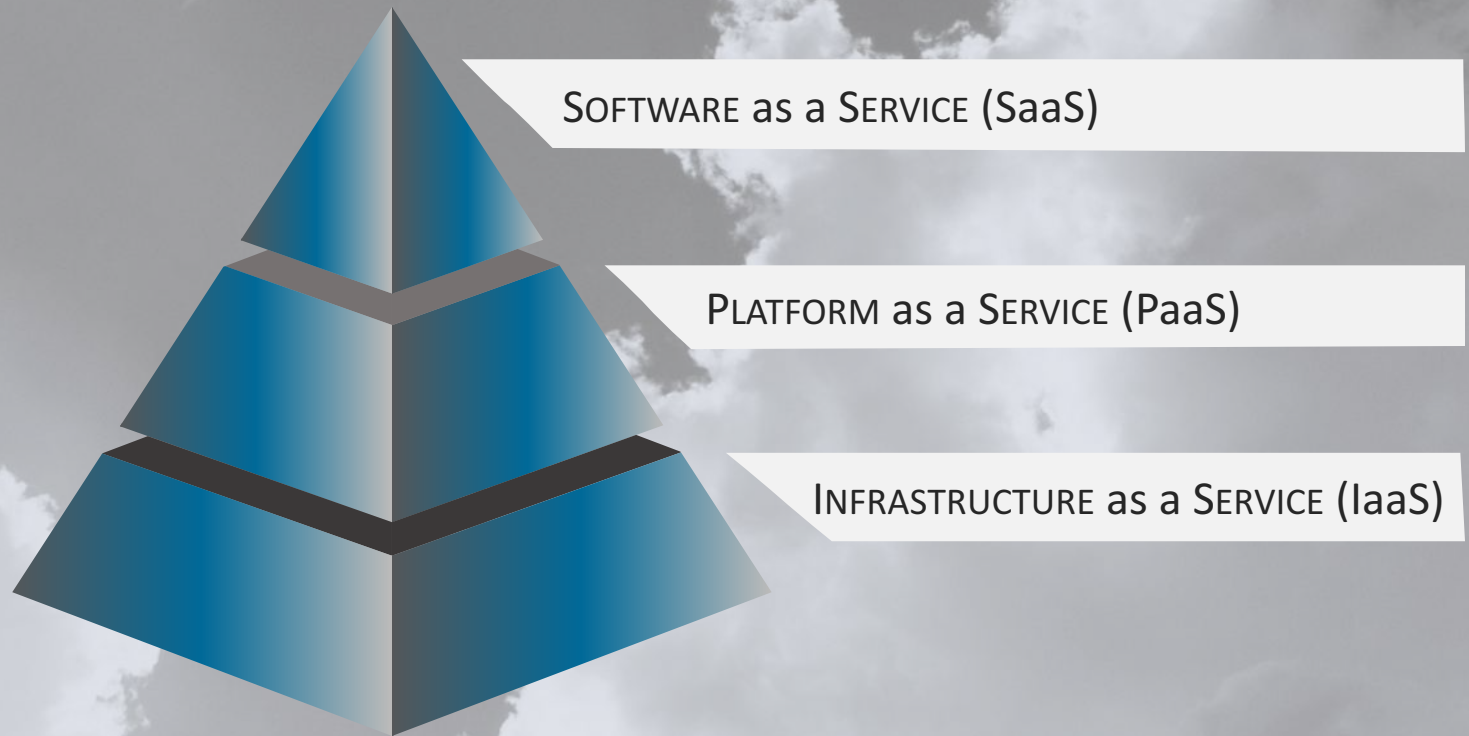 SOFTWARE as a SERVICE (SaaS)
PLATFORM as a SERVICE (PaaS)
INFRASTRUCTURE as a SERVICE (IaaS)